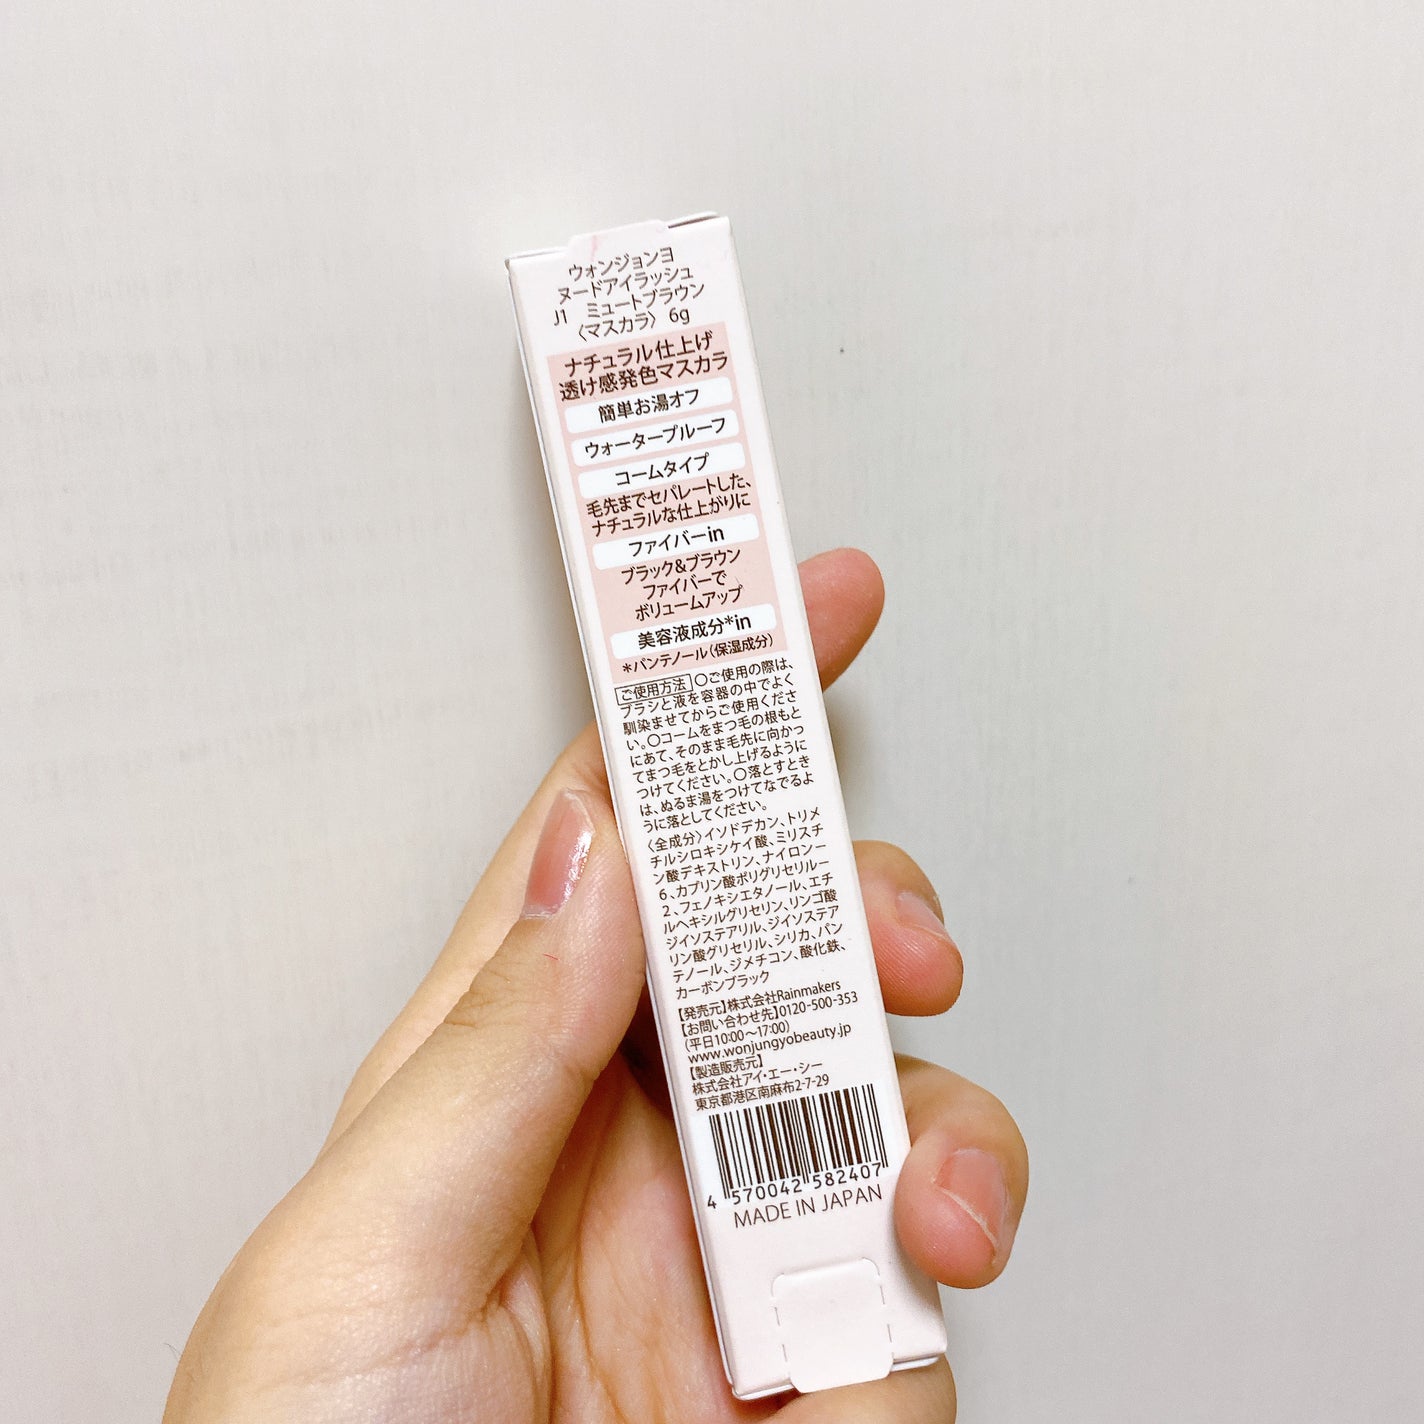 ウォンジョンヨ
ヌードアイラッシュ
J1　ミュートブラウン
〈マスカラ〉 6g
ナチュラル仕上げ
透け感発色マスカラ
簡単お湯オフ
ウォータープルーフ
コームタイプ
毛先までセパレートした、
ナチュラルな仕上がりに
ファイバーin
ブラック&ブラウン
ファイバーで
ボリュームアップ
美容液成分*in
*パンテノール(保湿成分)
ご使用方法 〇ご使用の際は、
ブラシと液を容器の中でよく
馴染ませてからご使用くださ
い。〇コームをまつ毛の根もと
にあて、そのまま毛先に向かっ
てまつ毛をとかし上げるように
つけてください。〇落とすとき
は、ぬるま湯をつけてなでるよ
うに落としてください。
〈全成分〉イソドデカン、トリメ
チルシロキシケイ酸、ミリスチ
ン酸デキストリン、ナイロン－
6、カプリン酸ポリグリセリル－
2、フェノキシエタノール、エチ
ルヘキシルグリセリン、リンゴ酸
ジイソステアリル、ジイソステア
リン酸グリセリル、シリカ、パン
テノール、ジメチコン、酸化鉄、
カーボンブラック
【発売元】株式会社Rainmakers
【お問い合わせ先】0120-500-353
(平日10:00〜17:00)
www.wonjungyobeauty.jp
【製造販売元】
株式会社アイ・エー・シー
東京都港区南麻布2-7-29
4 570042 582407
MADE IN JAPAN